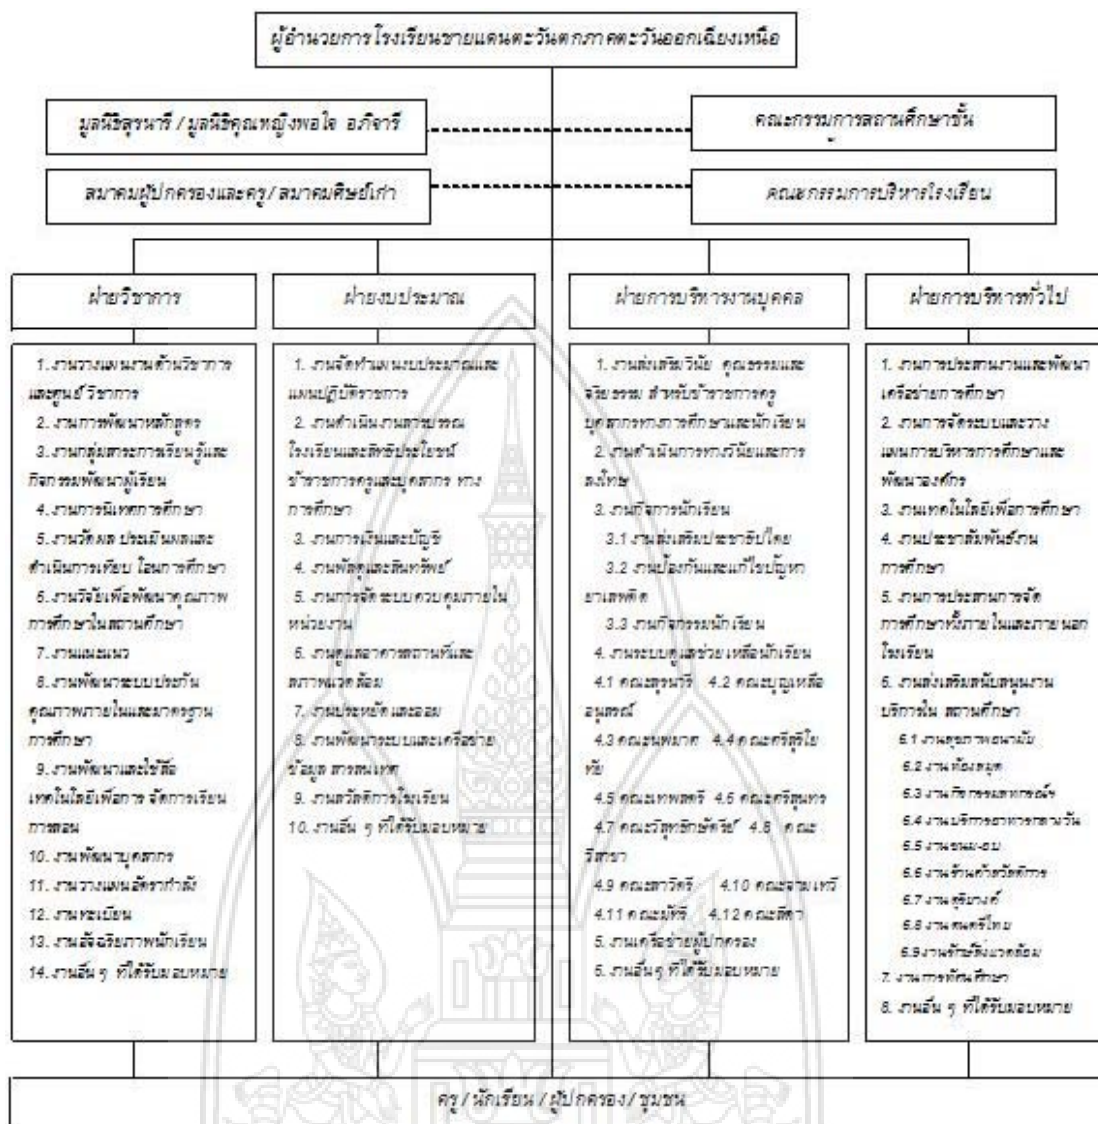 ผู้อำนวยการโรงเรียนชายแดนตะวันตกภาคตะวันออกเฉียงเหนือ
มูลนิธิสุรนารี / มูลนิธิคุณหญิงพอใจ อภิจารี
คณะกรรมการสถานศึกษาขั้น
สมาคมผู้ปกครองและครู / สมาคมศิษย์เก่า
คณะกรรมการบริหารโรงเรียน
ฝ่ายวิชาการ
1. งานวางแผนงานด้านวิชาการ
และศูนย์ วิชาการ
2. งานการพัฒนาหลักสูตร
3. งานกลุ่มสาระการเรียนรู้และ
กิจกรรมพัฒนาผู้เรียน
4. งานการนิเทศการศึกษา
5. งานวัดผล ประเมินผลและ
ดำเนินการเทียบ โอนการศึกษา
6. งานวิจัยเพื่อพัฒนาคุณภาพ
การศึกษาในสถานศึกษา
7. งานแนะแนว
8. งานพัฒนาระบบประกัน
คุณภาพภายในและมาตรฐาน
การศึกษา
9. งานพัฒนาและใช้สื่อ
เทคโนโลยีเพื่อการ จัดการเรียน
การสอน
10. งานพัฒนาบุคลากร
11. งานวางแผนอัตรากำลัง
12. งานทะเบียน
13. งานอัจฉริยภาพนักเรียน
14. งานอื่น ๆ ที่ได้รับมอบหมาย
ฝ่ายงบประมาณ
1. งานจัดทำแผนงบประมาณและ
แผนปฏิบัติราชการ
2. งานดำเนินงานสารบรรณ
โรงเรียนและสิทธิประโยชน์
ข้าราชการครูและบุคลากร ทาง
การศึกษา
3. งานการเงินและบัญชี
4. งานพัสดุและสินทรัพย์
5. งานการจัดระบบควบคุมภายใน
หน่วยงาน
6. งานดูแลอาคารสถานที่และ
สภาพแวดล้อม
7. งานประหยัดและออม
8. งานพัฒนาระบบและเครือข่าย
ข้อมูล สารสนเทศ
9. งานสวัสดิการโรงเรียน
10. งานอื่น ๆ ที่ได้รับมอบหมาย
ฝ่ายการบริหารงานบุคคล
1. งานส่งเสริมวินัย คุณธรรมและ
จริยธรรม สำหรับข้าราชการครู
บุคลากรทางการศึกษาและนักเรียน
2. งานดำเนินการทางวินัยและการ
ลงโทษ
3. งานกิจการนักเรียน
3.1 งานส่งเสริมประชาธิปไตย
3.2 งานป้องกันและแก้ไขปัญหา
ยาเสพติด
3.3 งานกิจกรรมนักเรียน
4. งานระบบดูแลช่วยเหลือนักเรียน
4.1 คณะสุรนารี 4.2 คณะบุญเหลือ
อนุสรณ์
4.3 คณะนพมาศ 4.4 คณะศรีสุริโย
ทัย
4.5 คณะเทพสตรี 4.6 คณะศรีสุนทร
4.7 คณะวิสุทธิกษัตรีย์ 4.8 คณะ
วิสาขา
4.9 คณะสาวิตรี 4.10 คณะจามเทวี
4.11 คณะมัทรี 4.12 คณะสีดา
5. งานเครือข่ายผู้ปกครอง
6. งานอื่นๆ ที่ได้รับมอบหมาย
ฝ่ายการบริหารทั่วไป
1. งานการประสานงานและพัฒนา
เครือข่ายการศึกษา
2. งานการจัดระบบและวาง
แผนการบริหารการศึกษาและ
พัฒนาองค์กร
3. งานเทคโนโลยีเพื่อการศึกษา
4. งานประชาสัมพันธ์งาน
การศึกษา
5. งานการประสานการจัด
การศึกษาทั้งภายในและภายนอก
โรงเรียน
6. งานส่งเสริมสนับสนุนงาน
บริการใน สถานศึกษา
6.1 งานสุขภาพอนามัย
6.2 งานห้องสมุด
6.3 งานกิจกรรมสหกรณ์ฯ
6.4 งานบริการอาหารกลางวัน
6.5 งานขนม-อบ
6.6 งานร้านค้าสวัสดิการ
6.7 งานดุริยางค์
6.8 งานดนตรีไทย
6.9 งานรักษ์สิ่งแวดล้อม
7. งานการทัศนศึกษา
8. งานอื่น ๆ ที่ได้รับมอบหมาย
ครู / นักเรียน / ผู้ปกครอง / ชุมชน